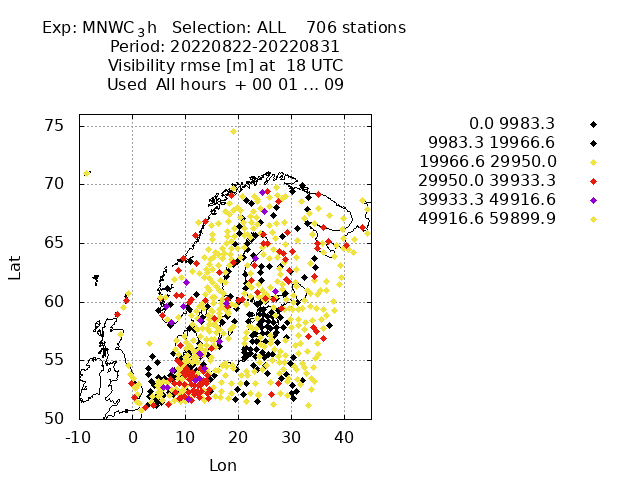 Exp: MNWC_3h Selection: ALL 706 stations
Period: 20220822-20220831
Visibility rmse [m] at 18 UTC
Used All hours + 00 01 ... 09
0.0 9983.3
9983.3 19966.6
19966.6 29950.0
29950.0 39933.3
39933.3 49916.6
49916.6 59899.9
75
70
65
60
55
50
Lat
-10 0 10 20 30 40
Lon